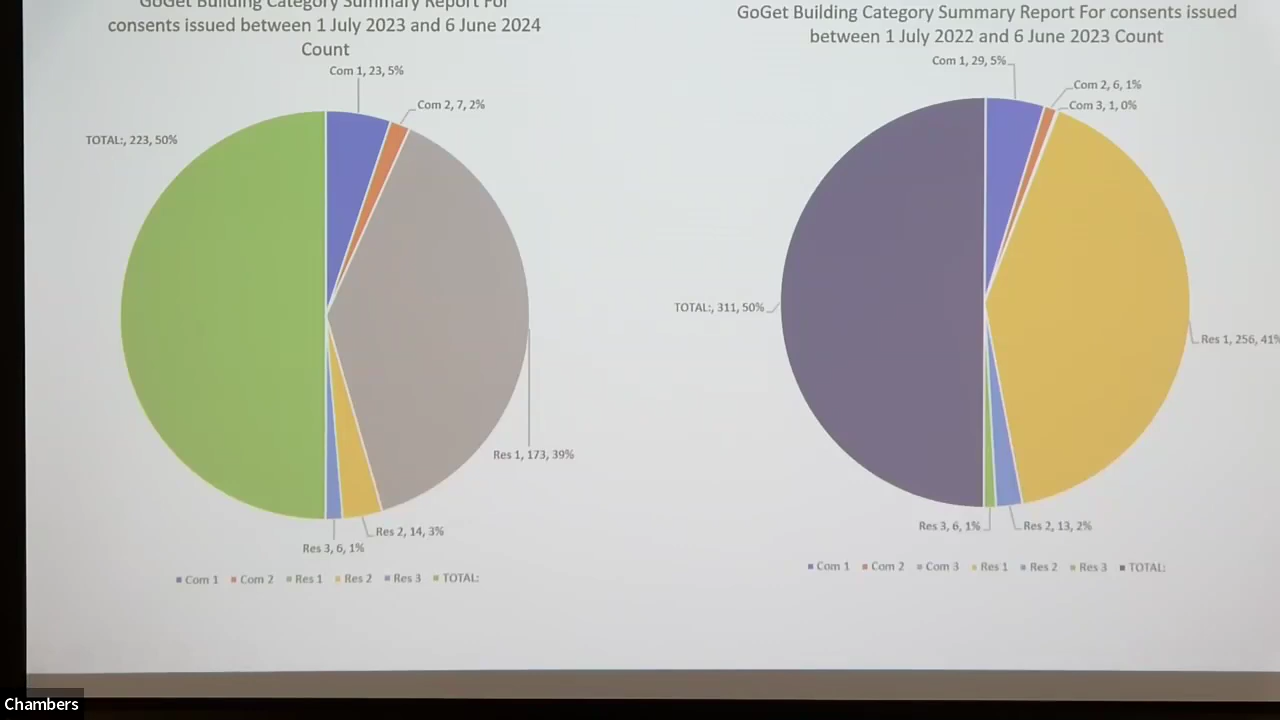 GoGet Building Category Summary Report For
consents issued between 1 July 2023 and 6 June 2024
Count
Com 1, 23, 5%
Com 2, 7, 2%
TOTAL:, 223, 50%
Res 1, 173, 39%
Res 2, 14, 3%
Res 3, 6, 1%
Com 1 Com 2 Res 1 Res 2 Res 3 TOTAL:
GoGet Building Category Summary Report For consents issued
between 1 July 2022 and 6 June 2023 Count
Com 1, 29, 5%
Com 2, 6, 1%
Com 3, 1, 0%
TOTAL:, 311, 50%
Res 1, 256, 41%
Res 3, 6, 1%
Res 2, 13, 2%
Com 1 Com 2 Com 3 Res 1 Res 2 Res 3 TOTAL:
Chambers